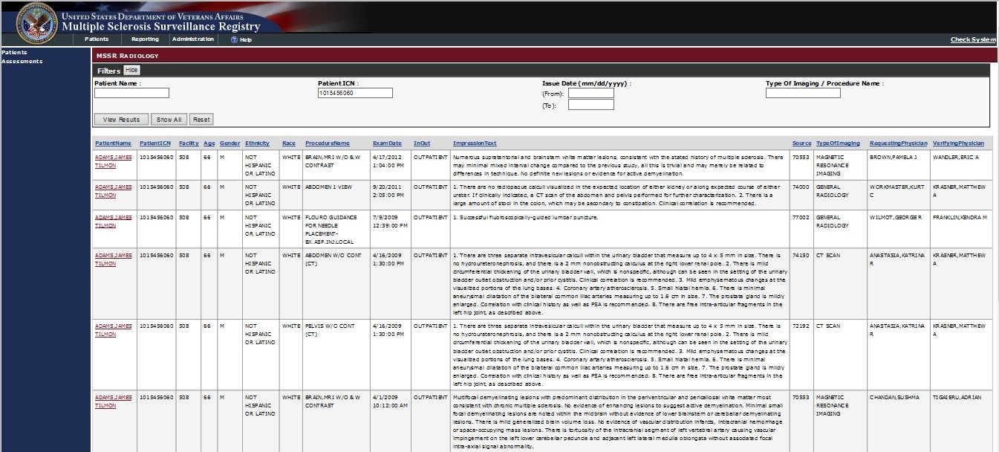 UNITED STATES DEPARTMENT OF VETERANS AFFAIRS
Multiple Sclerosis Surveillance Registry
Patients Reporting Administration ? Help Check System
Patients
Assessments
MSSR RADIOLOGY
Filters Hide
Patient Name : Patient ICN : Issue Date (mm/dd/yyyy) : Type Of Imaging / Procedure Name :
1015456060 (From):
(To):
View Results Show All Reset
PatientName PatientICN Facility Age Gender Ethnicity Race ProcedureName ExamDate InOut ImpressionText Source TypeOfImaging RequestingPhysician VerifyingPhysician
ADAMS,JAMES 1015456060 508 66 M NOT WHITE BRAIN,MRI W/O & W 4/17/2012 OUTPATIENT Numerous supratentorial and brainstem white matter lesions, consistent with the stated history of multiple sclerosis. There 70553 MAGNETIC BROWN,PAMELA J WANDLER,ERIC A
TILMON HISPANIC CONTRAST 1:04:00 PM may minimal mixed interval change compared to the previous study, all this is trivial and may merely be related to RESONANCE
OR LATINO differences in technique. No definite new lesions or evidence for active demyelination. IMAGING
ADAMS,JAMES 1015456060 508 66 M NOT WHITE ABDOMEN 1 VIEW 9/20/2011 OUTPATIENT 1. There are no radiopaque calculi visualized in the expected location of either kidney or along expected course of either 74000 GENERAL WORKMASTER,KURT KRASNER,MATTHEW
TILMON HISPANIC 2:05:00 PM ureter. If clinically indicated, a CT scan of the abdomen and pelvis performed for further characterization. 2. There is a RADIOLOGY C A
OR LATINO large amount of stool in the colon, which may be secondary to constipation. Clinical correlation is recommended.
ADAMS,JAMES 1015456060 508 66 M NOT WHITE FLOURO GUIDANCE 7/9/2009 OUTPATIENT 1. Successful fluoroscopically-guided lumbar puncture. 77002 GENERAL WILMOT,GEORGE R FRANKLIN,KENDRA M
TILMON HISPANIC FOR NEEDLE 12:39:00 PM RADIOLOGY
OR LATINO PLACEMENT-
BX.ASP.INJ.LOCAL
ADAMS,JAMES 1015456060 508 66 M NOT WHITE ABDOMEN W/O CONT 4/16/2009 OUTPATIENT 1. There are three separate intravesicular calculi within the urinary bladder that measure up to 4 x 5 mm in size. There is 74150 CT SCAN ANASTASIA,KATRINA KRASNER,MATTHEW
TILMON HISPANIC (CT) 1:30:00 PM no hydroureteronephrosis, and there is a 2 mm nonobstructing calculus at the right lower renal pole. 2. There is mild R A
OR LATINO circumferential thickening of the urinary bladder wall, which is nonspecific, although can be seen in the setting of the urinary
bladder outlet obstruction and/or prior cystitis. Clinical correlation is recommended. 3. Mild emphysematous changes at the
visualized portions of the lung bases. 4. Coronary artery atherosclerosis. 5. Small hiatal hernia. 6. There is minimal
aneurysmal dilatation of the bilateral common iliac arteries measuring up to 1.6 cm in size. 7. The prostate gland is mildly
enlarged. Correlation with clinical history as well as PSA is recommended. 8. There are free intra-articular fragments in the
left hip joint, as described above.
ADAMS,JAMES 1015456060 508 66 M NOT WHITE PELVIS W/O CONT 4/16/2009 OUTPATIENT 1. There are three separate intravesicular calculi within the urinary bladder that measure up to 4 x 5 mm in size. There is 72192 CT SCAN ANASTASIA,KATRINA KRASNER,MATTHEW
TILMON HISPANIC (CT) 1:30:00 PM no hydroureteronephrosis, and there is a 2 mm nonobstructing calculus at the right lower renal pole. 2. There is mild R A
OR LATINO circumferential thickening of the urinary bladder wall, which is nonspecific, although can be seen in the setting of the urinary
bladder outlet obstruction and/or prior cystitis. Clinical correlation is recommended. 3. Mild emphysematous changes at the
visualized portions of the lung bases. 4. Coronary artery atherosclerosis. 5. Small hiatal hernia. 6. There is minimal
aneurysmal dilatation of the bilateral common iliac arteries measuring up to 1.6 cm in size. 7. The prostate gland is mildly
enlarged. Correlation with clinical history as well as PSA is recommended. 8. There are free intra-articular fragments in the
left hip joint, as described above.
ADAMS,JAMES 1015456060 508 66 M NOT WHITE BRAIN,MRI W/O & W 4/1/2009 OUTPATIENT Multifocal demyelinating lesions with predominant distribution in the periventricular and pericallosal white matter most 70553 MAGNETIC CHANDAN,SUSHMA TIGAIERU,ADRIAN
TILMON HISPANIC CONTRAST 10:12:00 AM consistent with chronic multiple sclerosis. No evidence of enhancing lesions to suggest active demyelination. Minimal small RESONANCE
OR LATINO focal demyelinating lesions are noted within the midbrain without evidence of lower brainstem or cerebellar demyelinating IMAGING
lesions. There is mild generalized brain volume loss. No evidence of vascular distribution infarcts, intracranial hemorrhage
or space-occupying mass lesions. There is tortuosity of the intracranial segment of left vertebral artery causing vascular
impingement on the left lower cerebellar peduncle and adjacent left lateral medulla oblongata without associated focal
intra-axial signal abnormality.